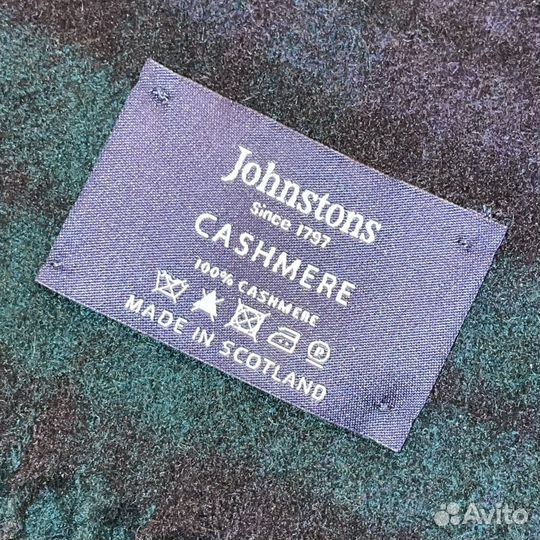 Johnstons
Since 1797
CASHMERE
100% CASHMERE
P
MADE IN SCOTLAND
Avito